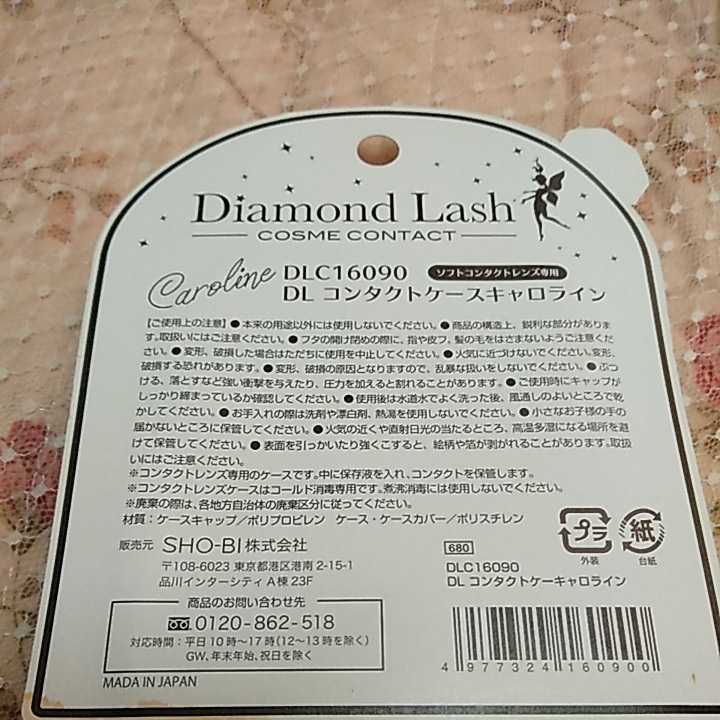 Diamond Lash
COSME CONTACT
Caroline DLC16090 ソフトコンタクトレンズ専用
DL コンタクトケースキャロライン
【ご使用上の注意】●本来の用途以外には使用しないでください。●商品の構造上、鋭利な部分がありま
す。取扱いにはご注意ください。●フタの開け閉めの際に、指や皮フ、髪の毛をはさまないようご注意くだ
さい。●変形、破損した場合はただちに使用を中止してください。●火気に近づけないでください。変形、
破損する恐れがあります。●変形、破損の原因となりますので、乱暴な扱いをしないでください。●ぶつ
ける、落とすなど強い衝撃を与えたり、圧力を加えると割れることがあります。●ご使用時にキャップが
しっかり締まっているか確認してください。●使用後は水道水でよく洗った後、風通しのよいところで乾
かしてください。●お手入れの際は洗剤や漂白剤、熱湯を使用しないでください。●小さなお子様の手の
届かないところに保管してください。●火気の近くや直射日光の当たるところ、高温多湿になる場所を避
けて保管してください。●表面を引っかいたり強くこすると、絵柄や箔が剥がれることがあります。取扱
いにはご注意ください。
※コンタクトレンズ専用のケースです。中に保存液を入れ、コンタクトを保管します。
※コンタクトレンズケースはコールド消毒専用です。煮沸消毒には使用しないでください。
※廃棄の際は、各地方自治体の廃棄区分に従ってください。
材質：ケースキャップ／ポリプロピレン ケース・ケースカバー／ポリスチレン
販売元 SHO-BI株式会社
〒108-6023 東京都港区港南 2-15-1
品川インターシティ A棟 23F
商品のお問い合わせ先
0120-862-518
対応時間：平日10時〜17時(12〜13時を除く)
GW、年末年始、祝日を除く
MADE IN JAPAN
プラ 紙
外装 台紙
680
DLC16090
DL コンタクトケーキャロライン
4 977324 160900